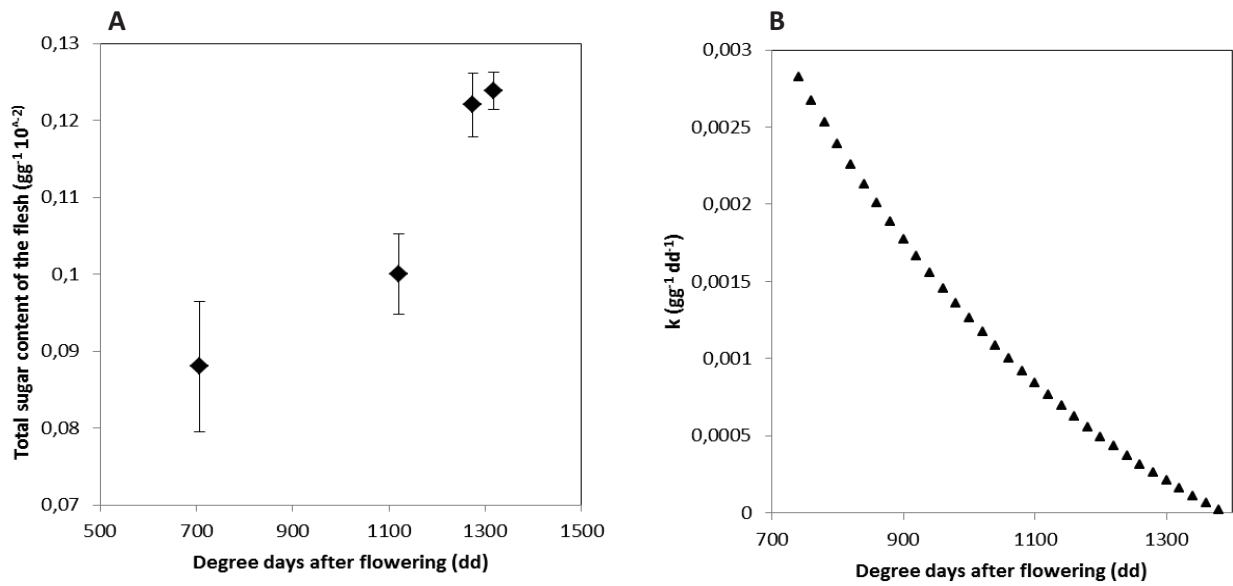 A
0,13
0,12
0,11
0,1
0,09
0,08
0,07
500 700 900 1100 1300 1500
Total sugar content of the flesh (gg⁻¹ 10^⁻²)
Degree days after flowering (dd)
B
0,003
0,0025
0,002
0,0015
0,001
0,0005
0
700 900 1100 1300
k (gg⁻¹ dd⁻¹)
Degree days after flowering (dd)